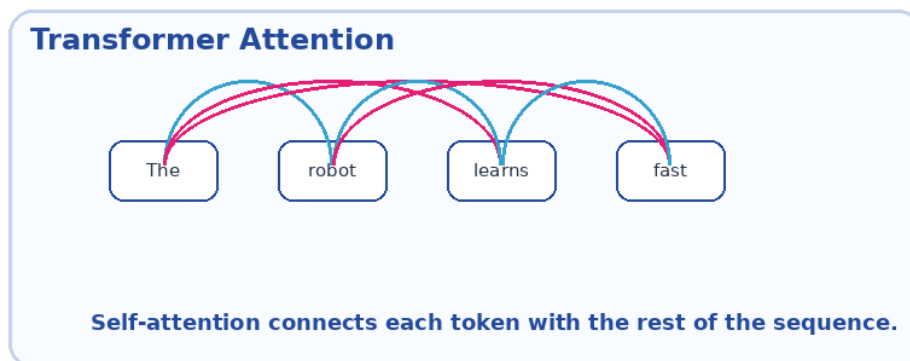 Transformer Attention
The robot learns fast
Self-attention connects each token with the rest of the sequence.